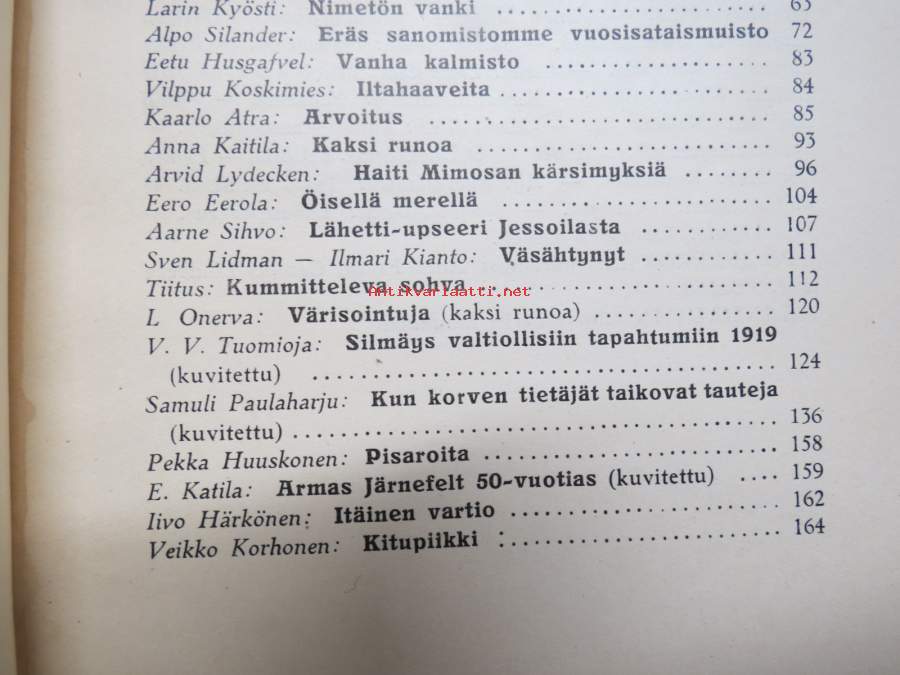 Larin Kyösti: Nimetön vanki ........................ 63
Alpo Silander: Eräs sanomistomme vuosisataismuisto 72
Eetu Husgafvel: Vanha kalmisto .................... 83
Vilppu Koskimies: Iltahaaveita ........................ 84
Kaarlo Atra: Arvoitus .............................. 85
Anna Kaitila: Kaksi runoa ........................... 93
Arvid Lydecken: Haiti Mimosan kärsimyksiä ........ 96
Eero Eerola: Öisellä merellä ........................ 104
Aarne Sihvo: Lähetti-upseeri Jessoilasta ............ 107
Sven Lidman — Ilmari Kianto: Väsähtynyt ............ 111
Tiitus: Kummitteleva sohva ........................ 112
Antikvariaatti.net
L Onerva: Värisointuja (kaksi runoa) ................ 120
V. V. Tuomioja: Silmäys valtiollisiin tapahtumiin 1919
(kuvitettu) ........................................ 124
Samuli Paulaharju: Kun korven tietäjät taikovat tauteja
(kuvitettu) .......................................... 136
Pekka Huuskonen: Pisaroita ........................ 158
E. Katila: Armas Järnefelt 50-vuotias (kuvitettu) .... 159
Iivo Härkönen: Itäinen vartio ........................ 162
Veikko Korhonen: Kitupiikki : ........................ 164